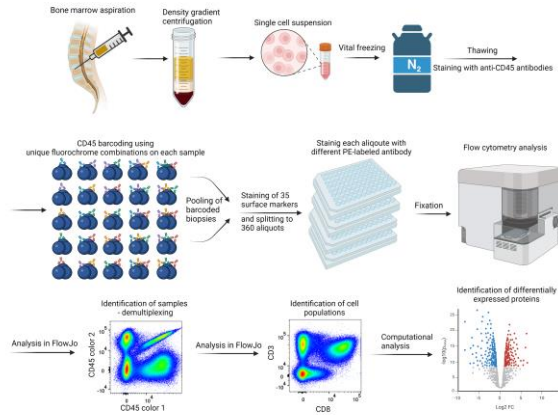 Bone marrow aspiration
Density gradient
centrifugation
Single cell suspension
Vital freezing
N2
Thawing
Staining with anti-CD45 antibodies
CD45 barcoding using
unique fluorochrome combinations on each sample
Pooling of
barcoded
biopsies
Staining of 35
surface markers
and splitting to
360 aliquots
Stainig each aliqoute with
different PE-labeled antibody
Fixation
Flow cytometry analysis
Analysis in FlowJo
Identification of samples
- demultiplexing
CD45 color 2
CD45 color 1
Analysis in FlowJo
Identification of cell
populations
CD3
CD8
Computational
analysis
Identification of differentially
expressed proteins
Log2 FC